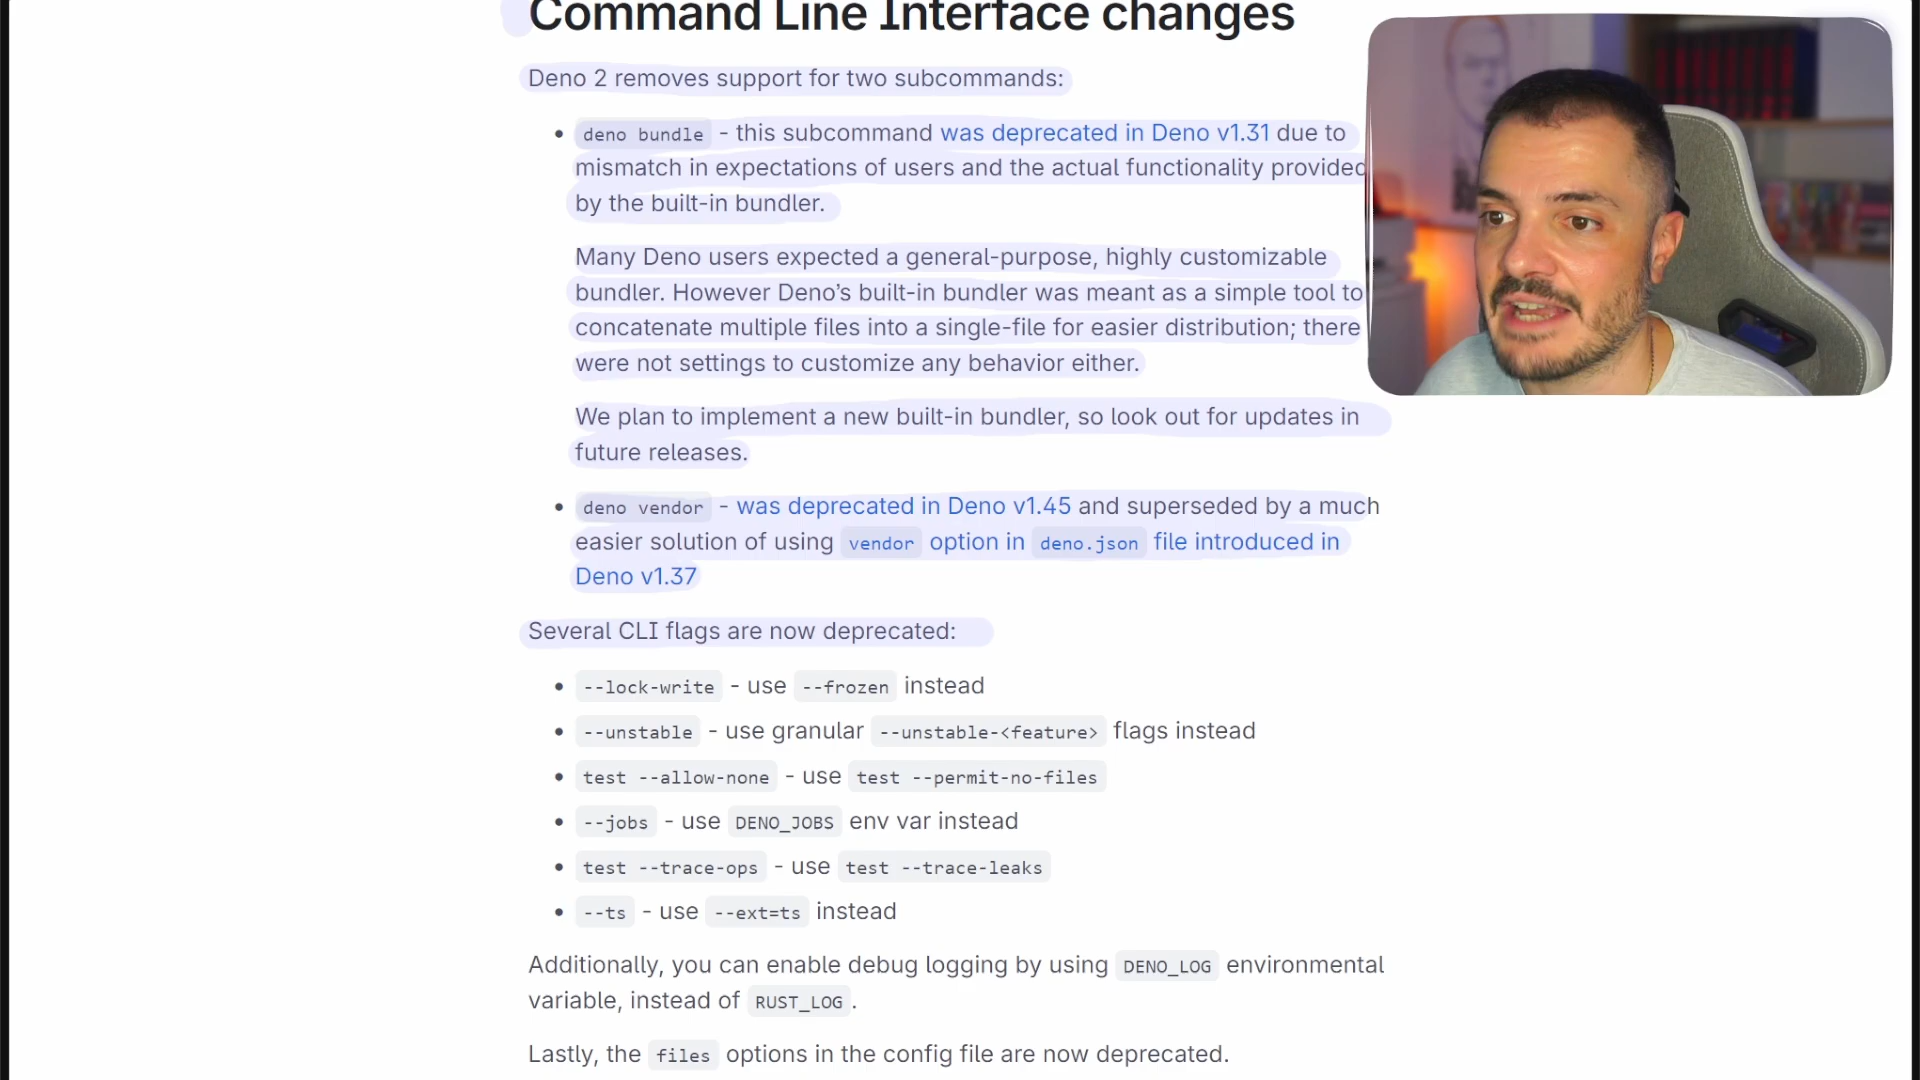 Command Line Interface changes
Deno 2 removes support for two subcommands:
• deno bundle - this subcommand was deprecated in Deno v1.31 due to
mismatch in expectations of users and the actual functionality provided
by the built-in bundler.
Many Deno users expected a general-purpose, highly customizable
bundler. However Deno’s built-in bundler was meant as a simple tool to
concatenate multiple files into a single-file for easier distribution; there
were not settings to customize any behavior either.
We plan to implement a new built-in bundler, so look out for updates in
future releases.
• deno vendor - was deprecated in Deno v1.45 and superseded by a much
easier solution of using vendor option in deno.json file introduced in
Deno v1.37
Several CLI flags are now deprecated:
• --lock-write - use --frozen instead
• --unstable - use granular --unstable-<feature> flags instead
• test --allow-none - use test --permit-no-files
• --jobs - use DENO_JOBS env var instead
• test --trace-ops - use test --trace-leaks
• --ts - use --ext=ts instead
Additionally, you can enable debug logging by using DENO_LOG environmental
variable, instead of RUST_LOG.
Lastly, the files options in the config file are now deprecated.